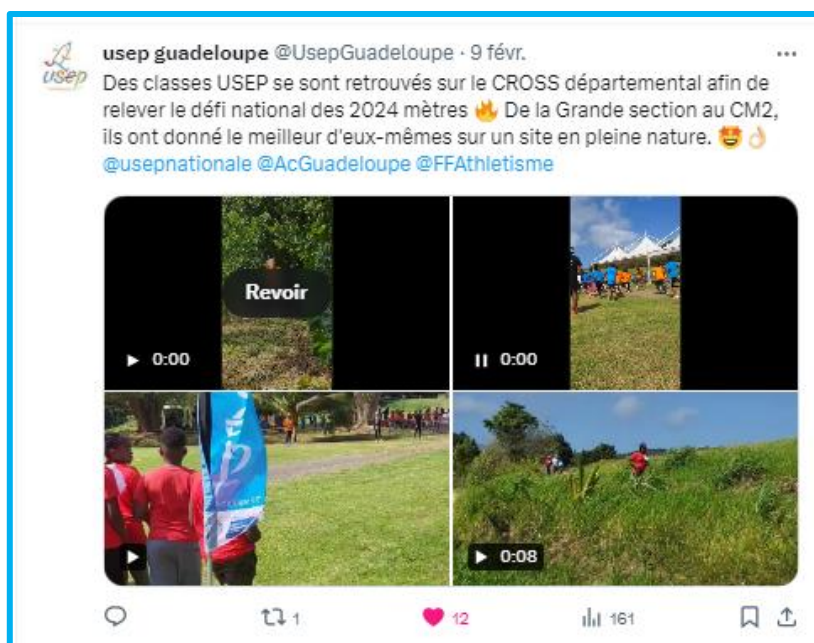 usep guadeloupe @UsepGuadeloupe · 9 févr.
usep
Des classes USEP se sont retrouvés sur le CROSS départemental afin de
relever le défi national des 2024 mètres 🔥 De la Grande section au CM2,
ils ont donné le meilleur d'eux-mêmes sur un site en pleine nature. 🤩👌🏻
@usepnationale @AcGuadeloupe @FFAthletisme
Revoir
0:00
0:00
0:08
1
12
161